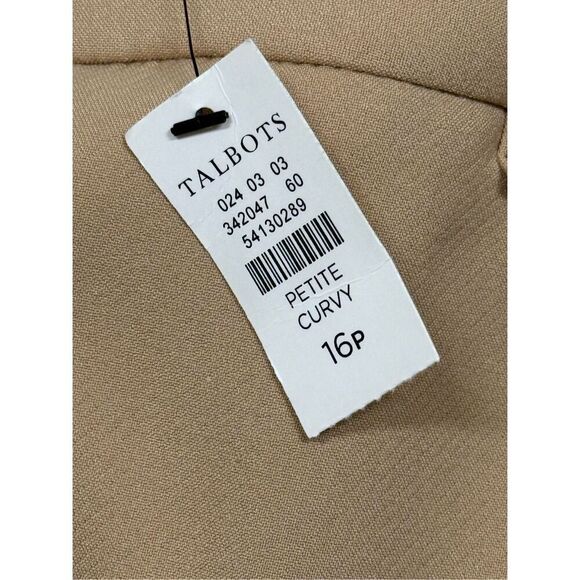 TALBOTS
024 03 03
342047 60
54130289
PETITE
CURVY
16P